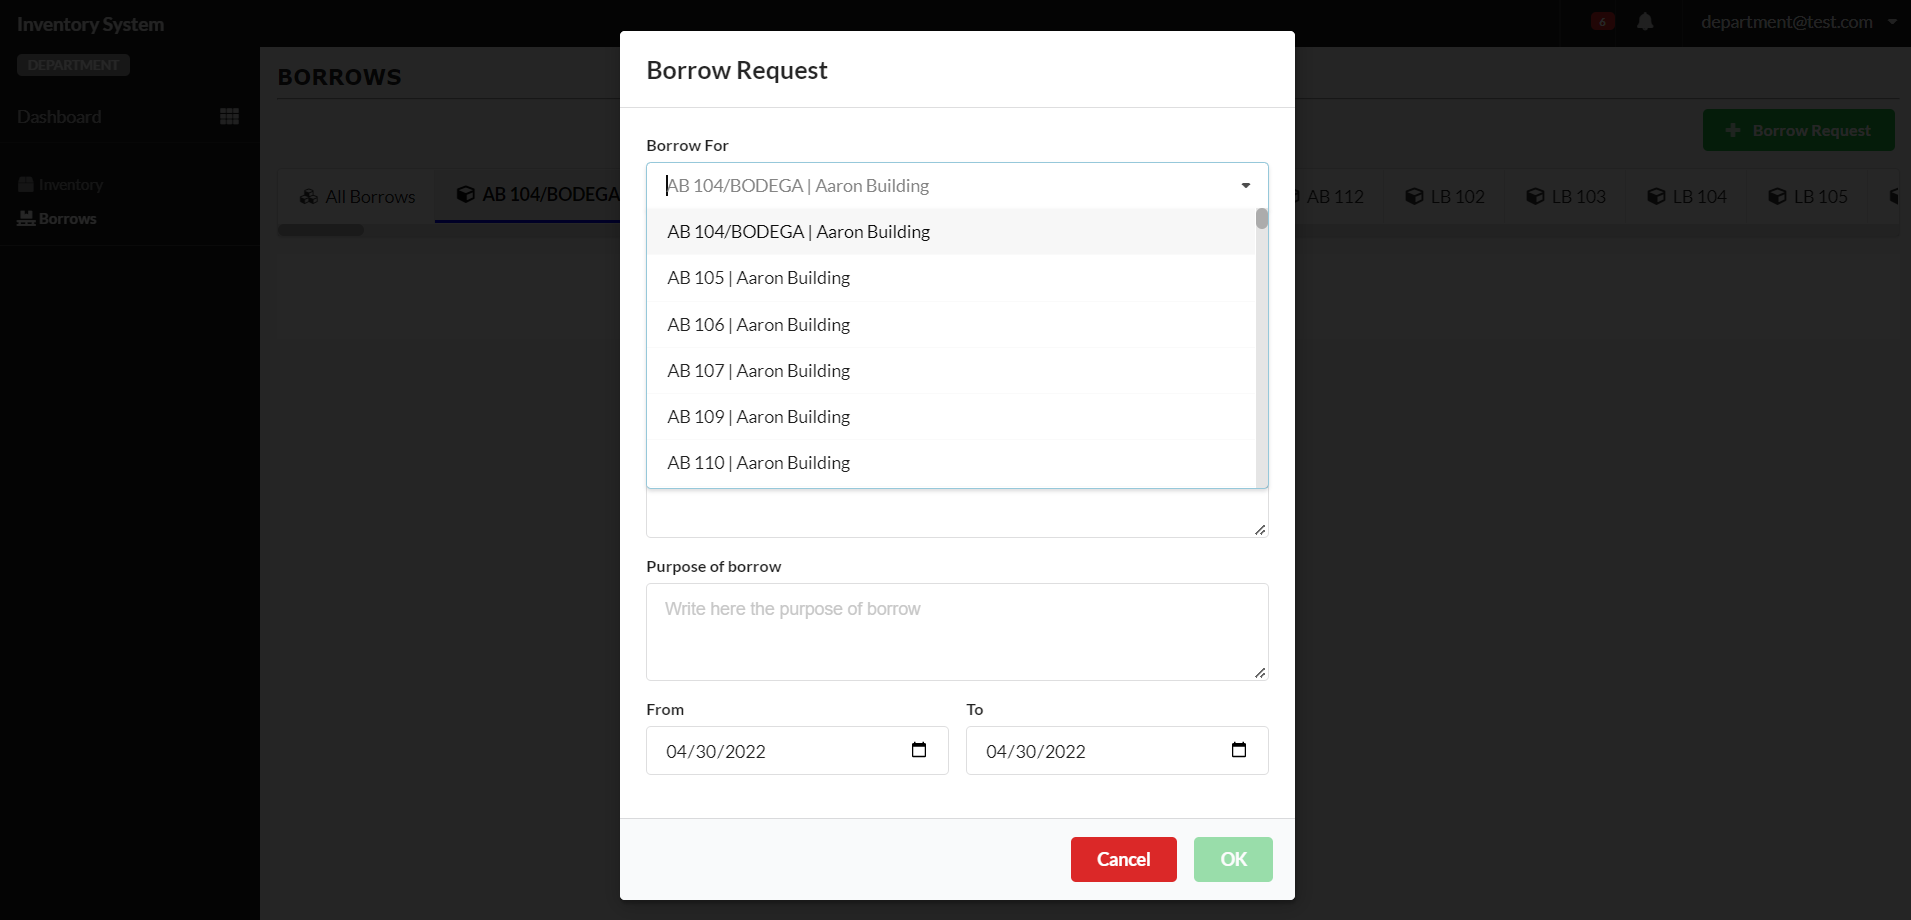 Inventory System
6
department@test.com
DEPARTMENT
BORROWS
Dashboard
Borrow Request
Inventory
Borrows
All Borrows
AB 104/BODEGA
AB 112
LB 102
LB 103
LB 104
LB 105
Borrow Request
Borrow For
AB 104/BODEGA | Aaron Building
AB 104/BODEGA | Aaron Building
AB 105 | Aaron Building
AB 106 | Aaron Building
AB 107 | Aaron Building
AB 109 | Aaron Building
AB 110 | Aaron Building
Purpose of borrow
Write here the purpose of borrow
From
To
04/30/2022
04/30/2022
Cancel
OK